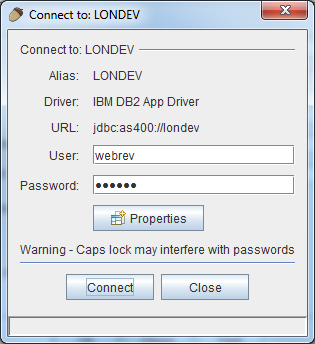 Connect to: LONDEV
Connect to: LONDEV
Alias: LONDEV
Driver: IBM DB2 App Driver
URL: jdbc:as400://londev
User: webrev
Password: ●●●●●●
Properties
Warning - Caps lock may interfere with passwords
Connect Close